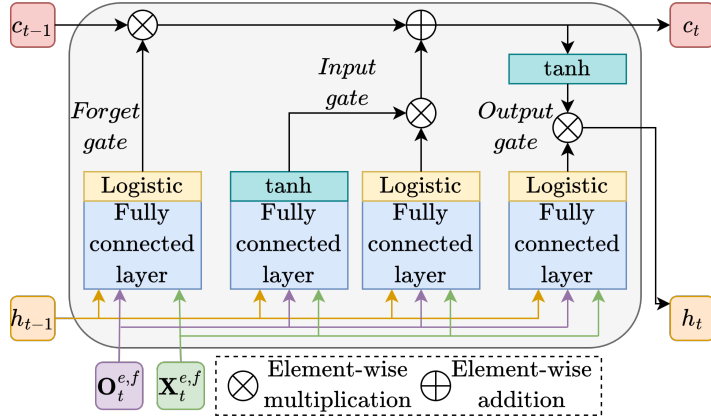 c_{t-1}
c_t
tanh
Input
gate
Forget
gate
Output
gate
Logistic
Fully
connected
layer
tanh
Fully
connected
layer
Logistic
Fully
connected
layer
Logistic
Fully
connected
layer
h_{t-1}
h_t
O_t^{e,f}
X_t^{e,f}
Element-wise
multiplication
Element-wise
addition